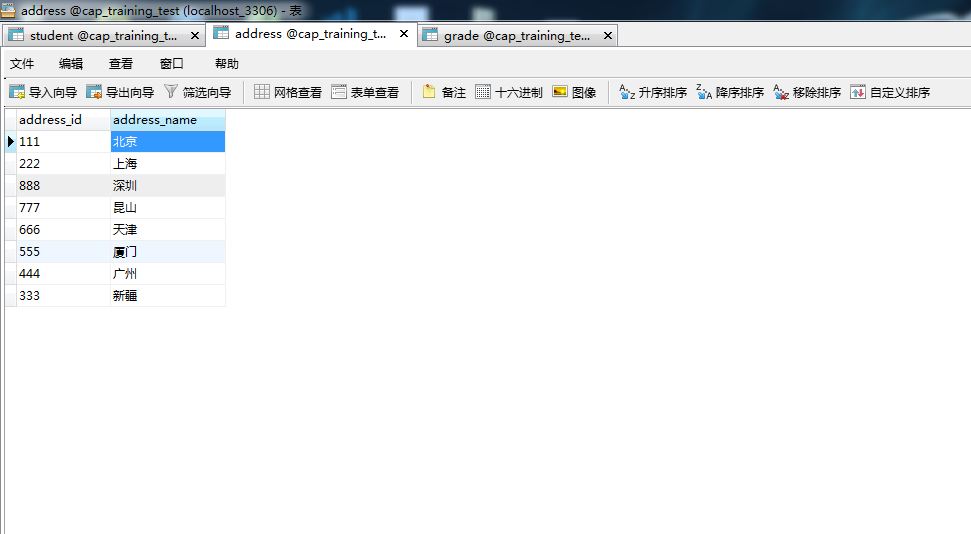 address @cap_training_test (localhost_3306) - 表
student @cap_training_t... address @cap_training_t... grade @cap_training_te...
文件 编辑 查看 窗口 帮助
导入向导 导出向导 筛选向导 网格查看 表单查看 备注 十六进制 图像 升序排序 降序排序 移除排序 自定义排序
address_id address_name
111 北京
222 上海
888 深圳
777 昆山
666 天津
555 厦门
444 广州
333 新疆